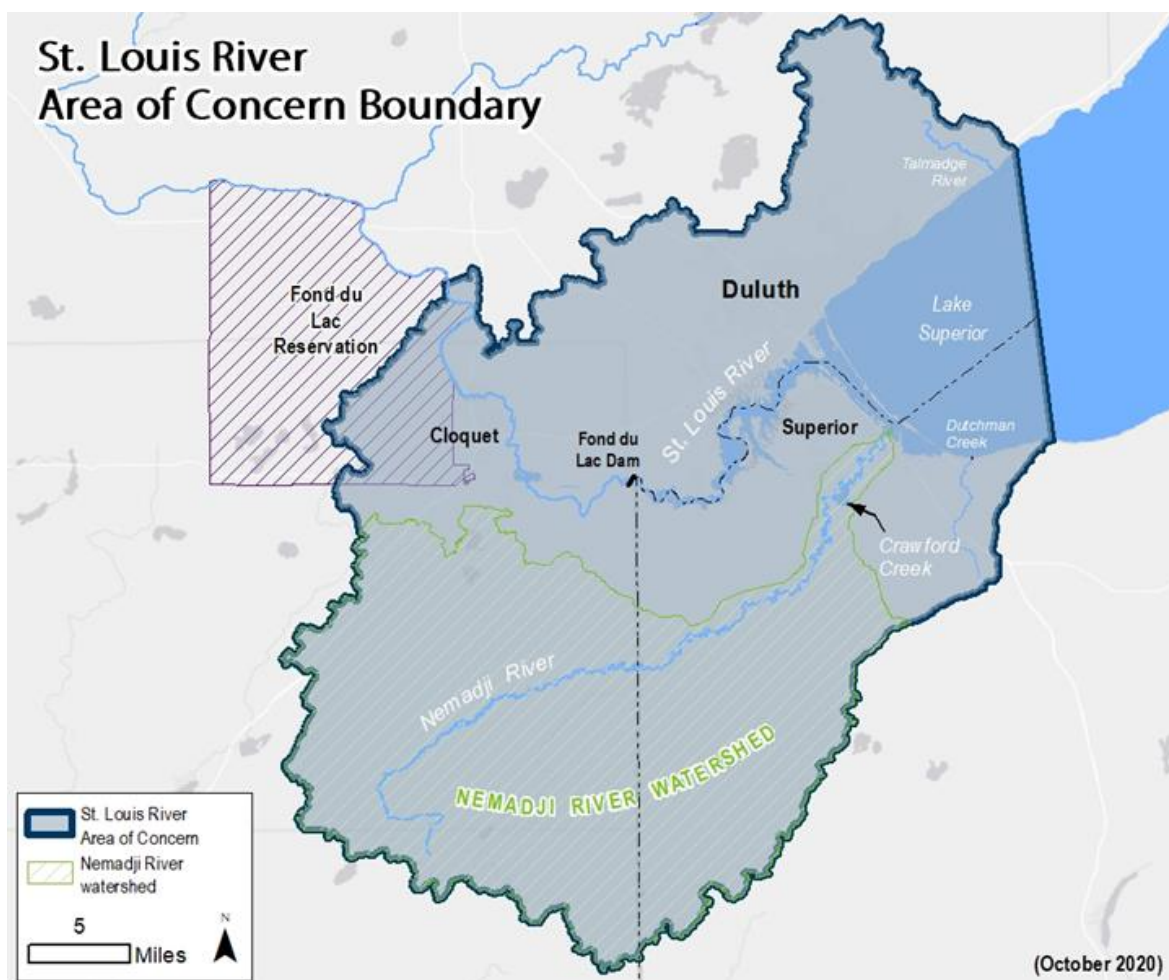 St. Louis River
Area of Concern Boundary
Talmadge
River
Fond du
Lac
Reservation
Duluth
Lake
Superior
St. Louis River
Cloquet
Fond du
Lac Dam
Superior
Dutchman
Creek
Crawford
Creek
Nemadji River
NEMADJI RIVER WATERSHED
St. Louis River
Area of Concern
Nemadji River
watershed
5
Miles
N
(October 2020)